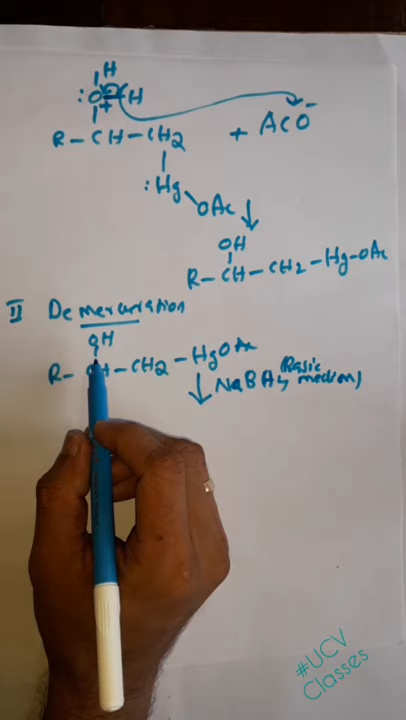 H
:O H
+
R - CH - CH2 + ACO-
:Hg
OAc
OH
R - CH - CH2 - Hg-OAc
II Demercuriation
OH
R - CH - CH2 - HgOAc
NaBH4 (Basic medium)
#UCV
Classes